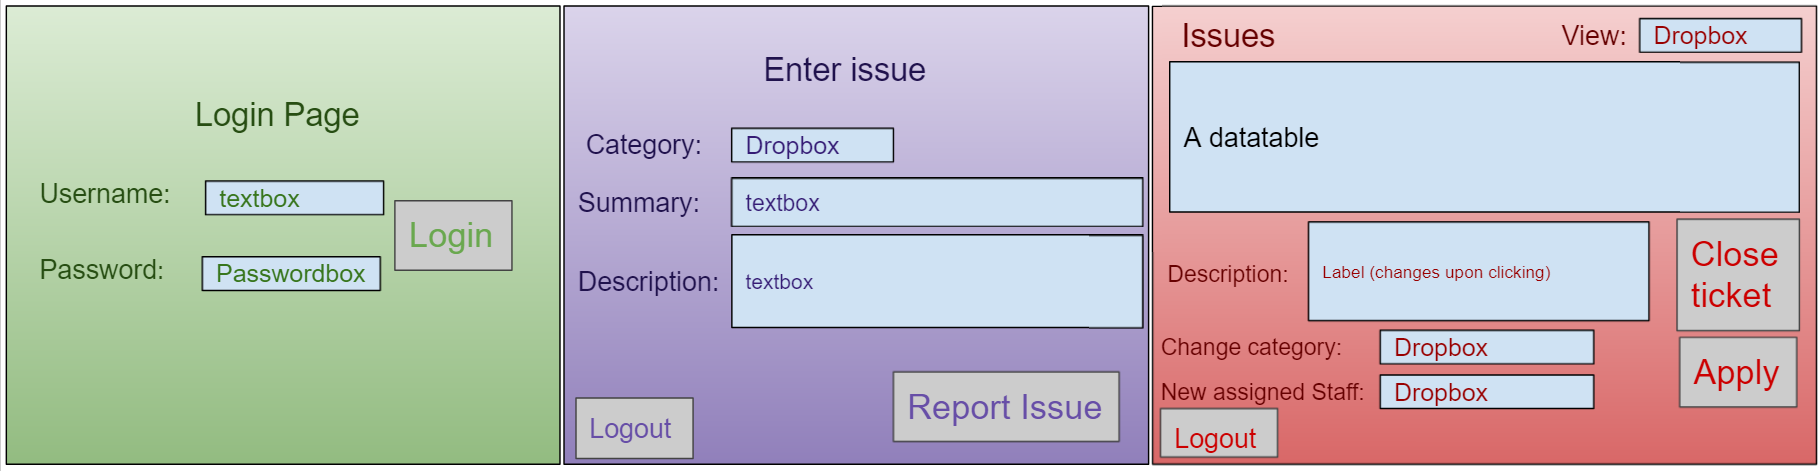 Login Page
Username:
textbox
Password:
Passwordbox
Login
Enter issue
Category:
Dropbox
Summary:
textbox
Description:
textbox
Logout
Report Issue
Issues
View:
Dropbox
A datatable
Description:
Label (changes upon clicking)
Close
ticket
Change category:
Dropbox
Apply
New assigned Staff:
Dropbox
Logout